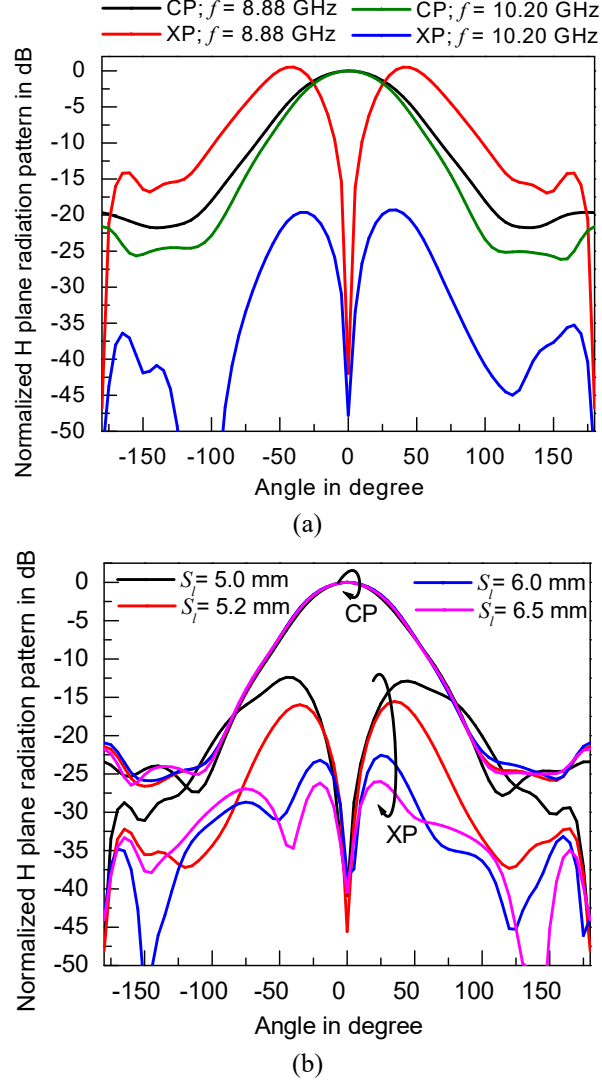 CP; f = 8.88 GHz CP; f = 10.20 GHz
XP; f = 8.88 GHz XP; f = 10.20 GHz
Normalized H plane radiation pattern in dB
0
-5
-10
-15
-20
-25
-30
-35
-40
-45
-50
-150 -100 -50 0 50 100 150
Angle in degree
(a)
S_l= 5.0 mm S_l= 6.0 mm
S_l= 5.2 mm S_l= 6.5 mm
CP
XP
Normalized H plane radiation pattern in dB
0
-5
-10
-15
-20
-25
-30
-35
-40
-45
-50
-150 -100 -50 0 50 100 150
Angle in degree
(b)